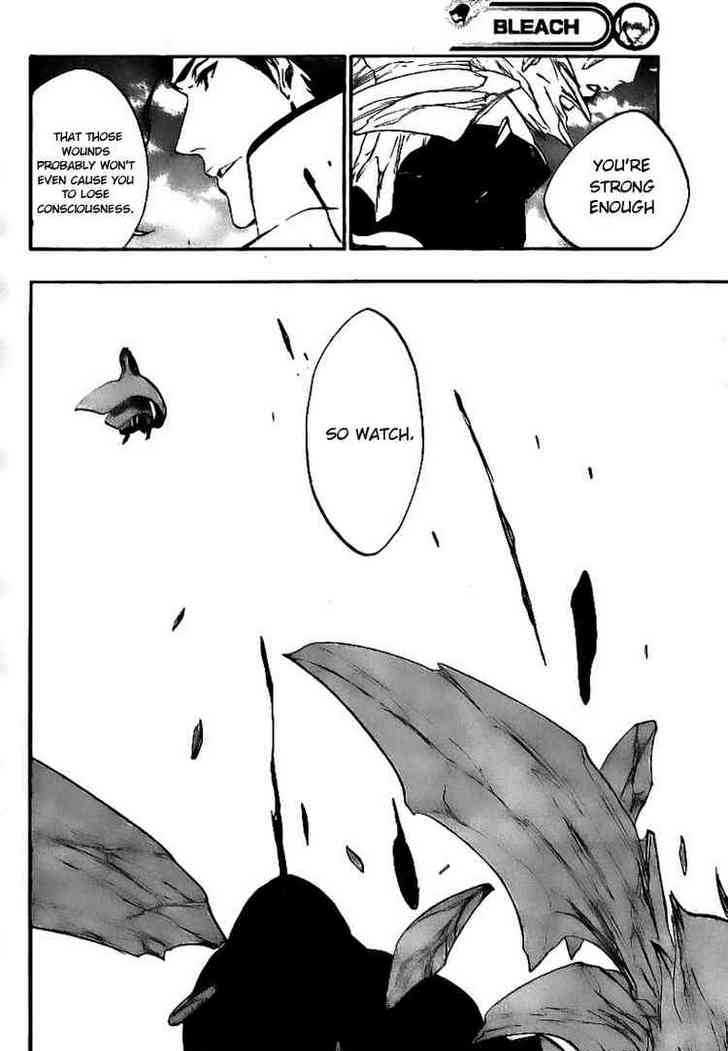 BLEACH
YOU'RE
STRONG
ENOUGH
THAT THOSE
WOUNDS
PROBABLY WON'T
EVEN CAUSE YOU
TO LOSE
CONSCIOUSNESS.
SO WATCH.